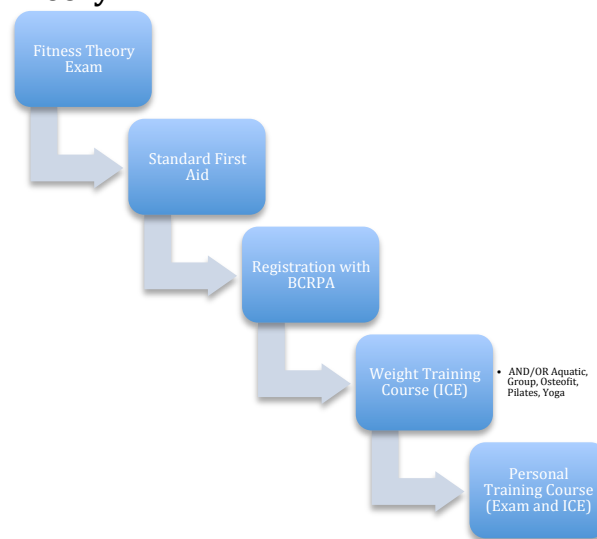 Fitness Theory
Exam
Standard First
Aid
Registration with
BCRPA
Weight Training
Course (ICE)
• AND/OR Aquatic,
Group, Osteofit,
Pilates, Yoga
Personal
Training Course
(Exam and ICE)